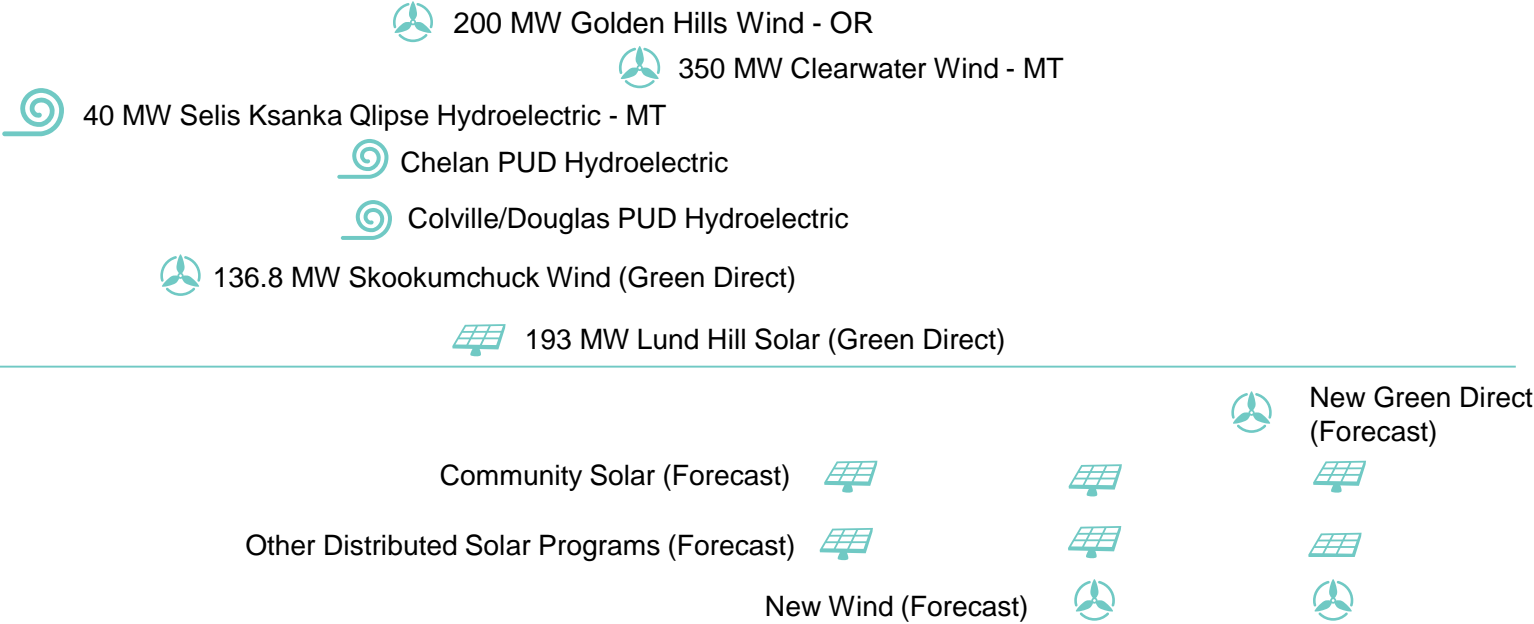 200 MW Golden Hills Wind - OR
350 MW Clearwater Wind - MT
40 MW Selis Ksanka Qlipse Hydroelectric - MT
Chelan PUD Hydroelectric
Colville/Douglas PUD Hydroelectric
136.8 MW Skookumchuck Wind (Green Direct)
193 MW Lund Hill Solar (Green Direct)
New Green Direct
(Forecast)
Community Solar (Forecast)
Other Distributed Solar Programs (Forecast)
New Wind (Forecast)